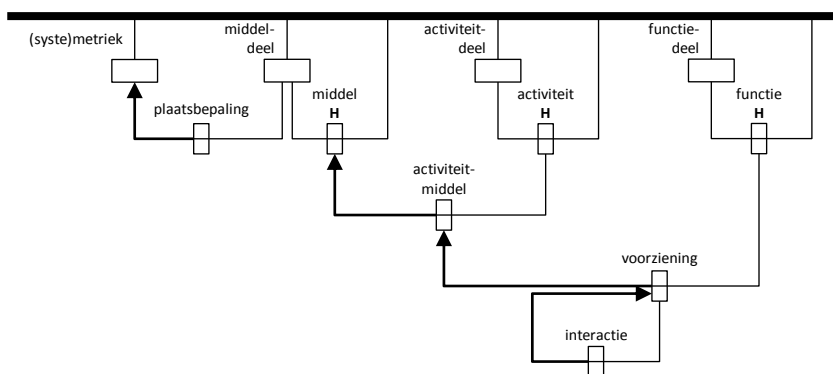 (syste)metriek
middel-
deel
activiteit-
deel
functie-
deel
plaatsbepaling
middel
H
activiteit
H
functie
H
activiteit-
middel
voorziening
interactie